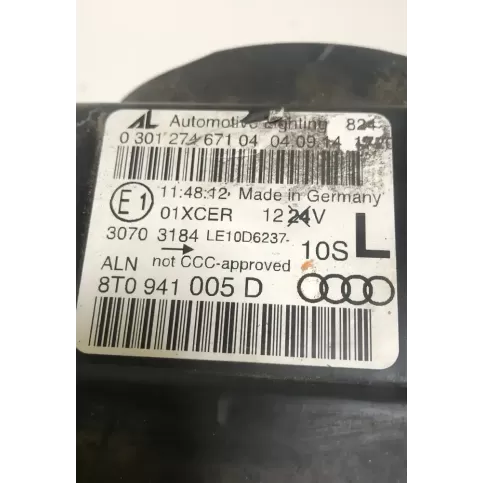 AL Automotive Lighting 824
0 301 274 671 04 04 09 14
11:48:12 Made in Germany
E1 01XCER 12 24V
3070 3184 LE10D6237- 10S L
ALN not CCC-approved
8T0 941 005 D